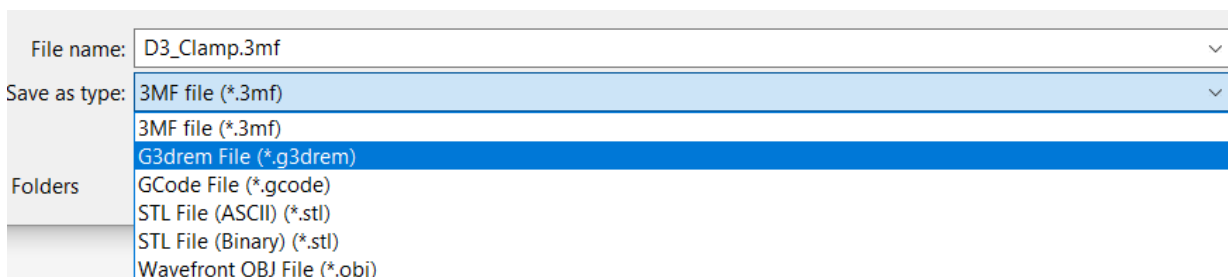 File name: D3_Clamp.3mf
Save as type: 3MF file (*.3mf)
3MF file (*.3mf)
G3drem File (*.g3drem)
Folders
GCode File (*.gcode)
STL File (ASCII) (*.stl)
STL File (Binary) (*.stl)
Wavefront OBJ File (*.obj)